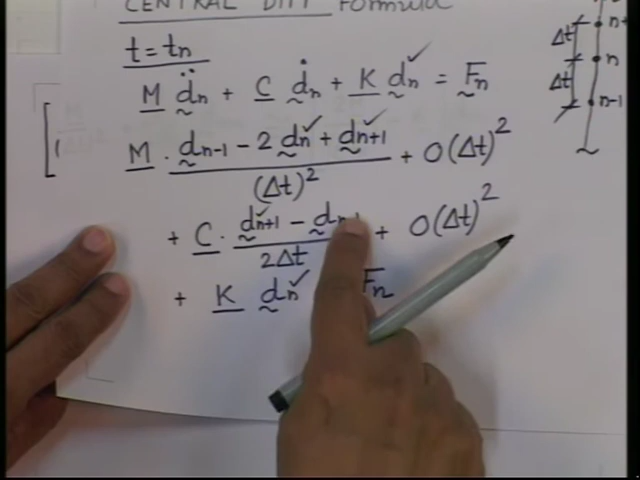 CENTRAL DIFF Formula
t = tn
M d̈n + C ḋn + K dn ✓ = Fn
M · (dn-1 - 2 dn ✓ + dn+1 ✓) / (Δt)² + O(Δt)²
+ C · (dn+1 ✓ - dn-1) / 2Δt + O(Δt)²
+ K dn ✓ Fn
Δt
n
Δt
n-1